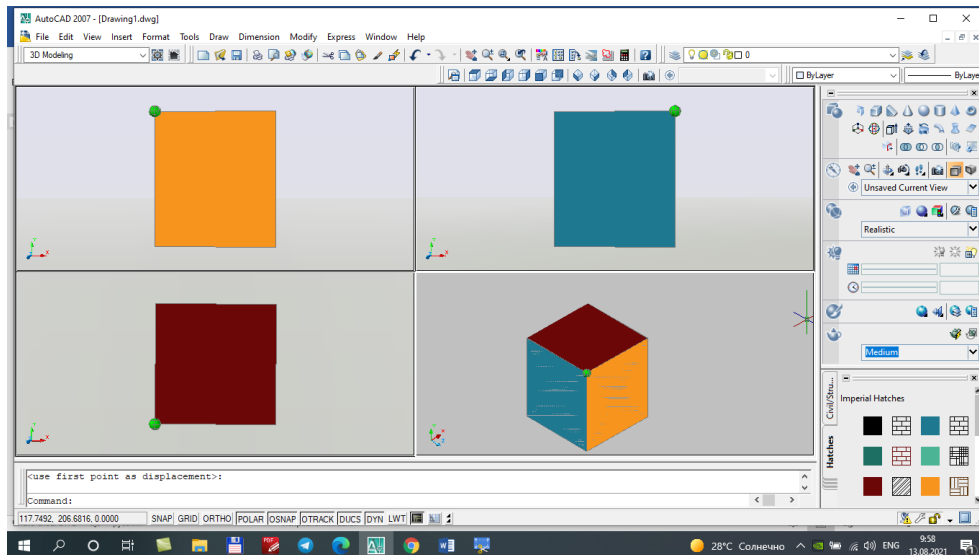 AutoCAD 2007 - [Drawing1.dwg]
File Edit View Insert Format Tools Draw Dimension Modify Express Window Help
3D Modeling
0
ByLayer
ByLaye
Unsaved Current View
Realistic
Medium
Civil/Stru...
Hatches
Imperial Hatches
<use first point as displacement>:
Command:
117.7492, 206.6816, 0.0000 SNAP GRID ORTHO POLAR OSNAP OTRACK DUCS DYN LWT
28°C Солнечно ENG 9:58
13.08.2021